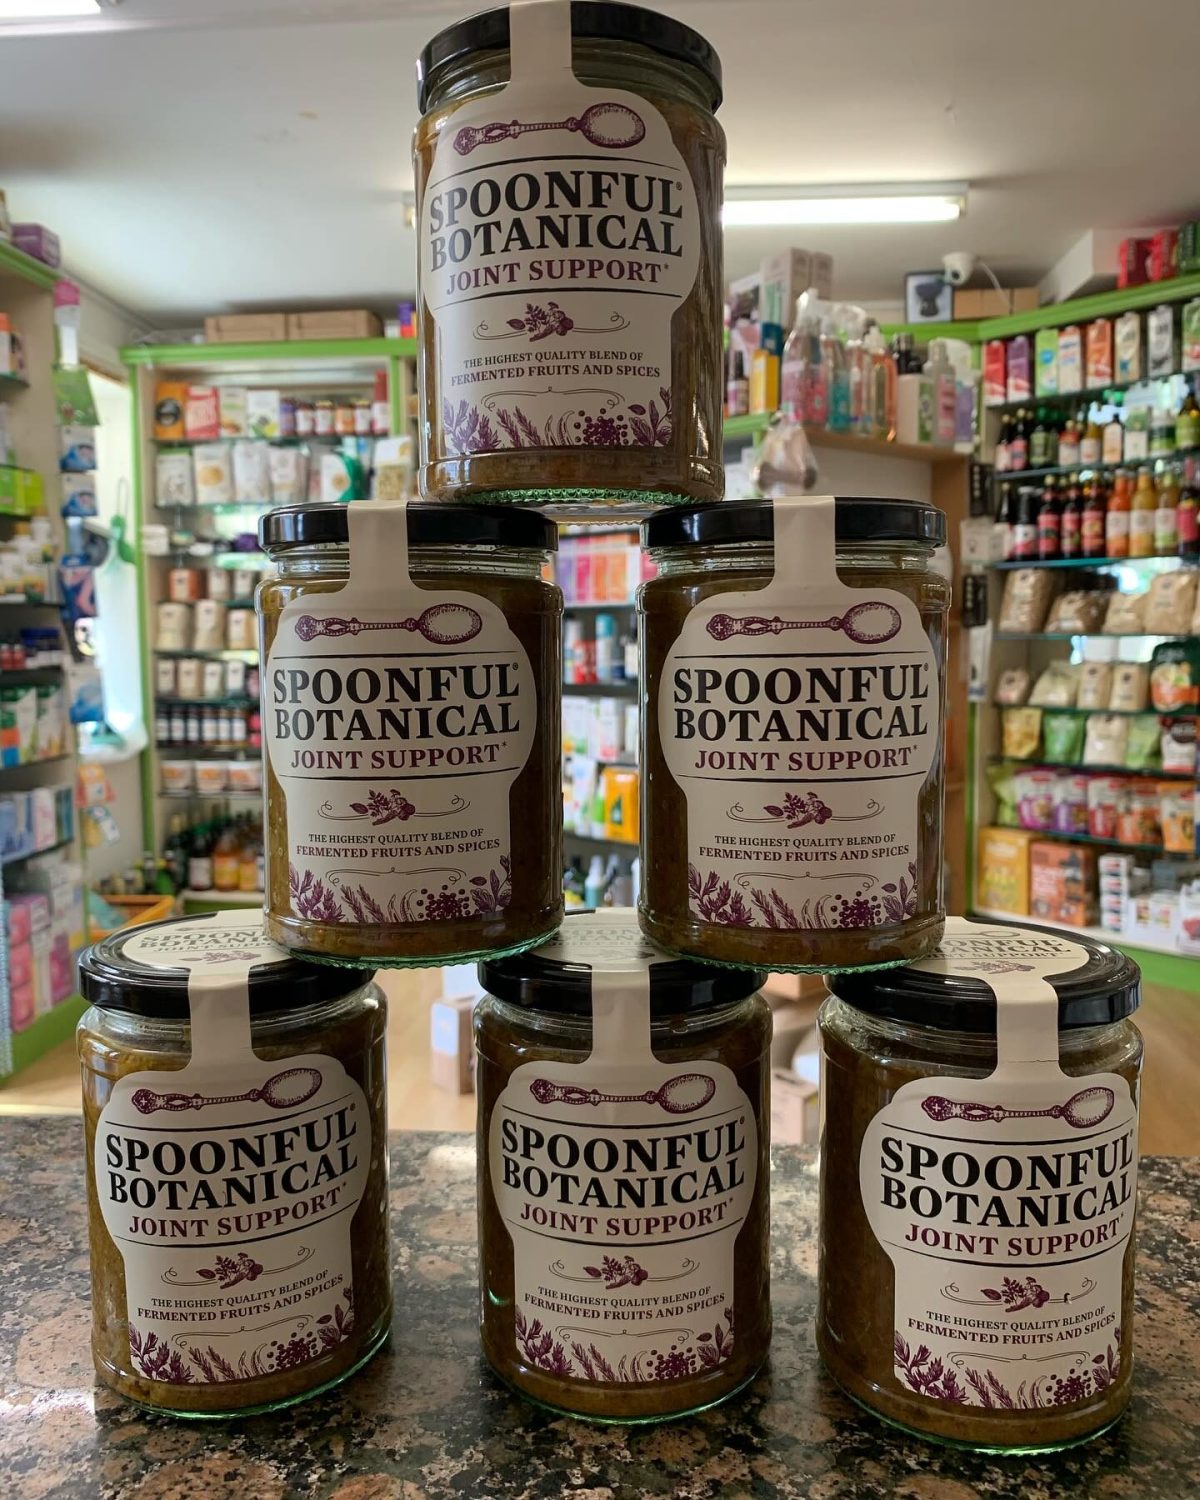 SPOONFUL®
BOTANICAL
JOINT SUPPORT*
THE HIGHEST QUALITY BLEND OF
FERMENTED FRUITS AND SPICES
SPOONFUL®
BOTANICAL
JOINT SUPPORT*
THE HIGHEST QUALITY BLEND OF
FERMENTED FRUITS AND SPICES
SPOONFUL®
BOTANICAL
JOINT SUPPORT*
THE HIGHEST QUALITY BLEND OF
FERMENTED FRUITS AND SPICES
SPOONFUL®
BOTANICAL
JOINT SUPPORT*
THE HIGHEST QUALITY BLEND OF
FERMENTED FRUITS AND SPICES
SPOONFUL®
BOTANICAL
JOINT SUPPORT*
THE HIGHEST QUALITY BLEND OF
FERMENTED FRUITS AND SPICES
SPOONFUL®
BOTANICAL
JOINT SUPPORT*
THE HIGHEST QUALITY BLEND OF
FERMENTED FRUITS AND SPICES